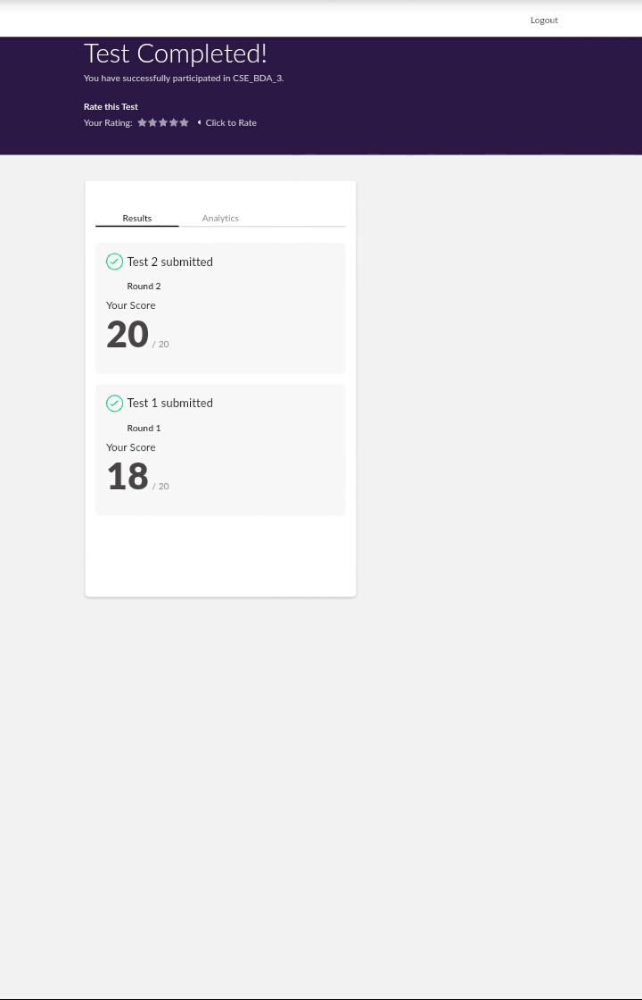 Logout
Test Completed!
You have successfully participated in CSE_BDA_3.
Rate this Test
Your Rating: Click to Rate
Results Analytics
Test 2 submitted
Round 2
Your Score
20 / 20
Test 1 submitted
Round 1
Your Score
18 / 20